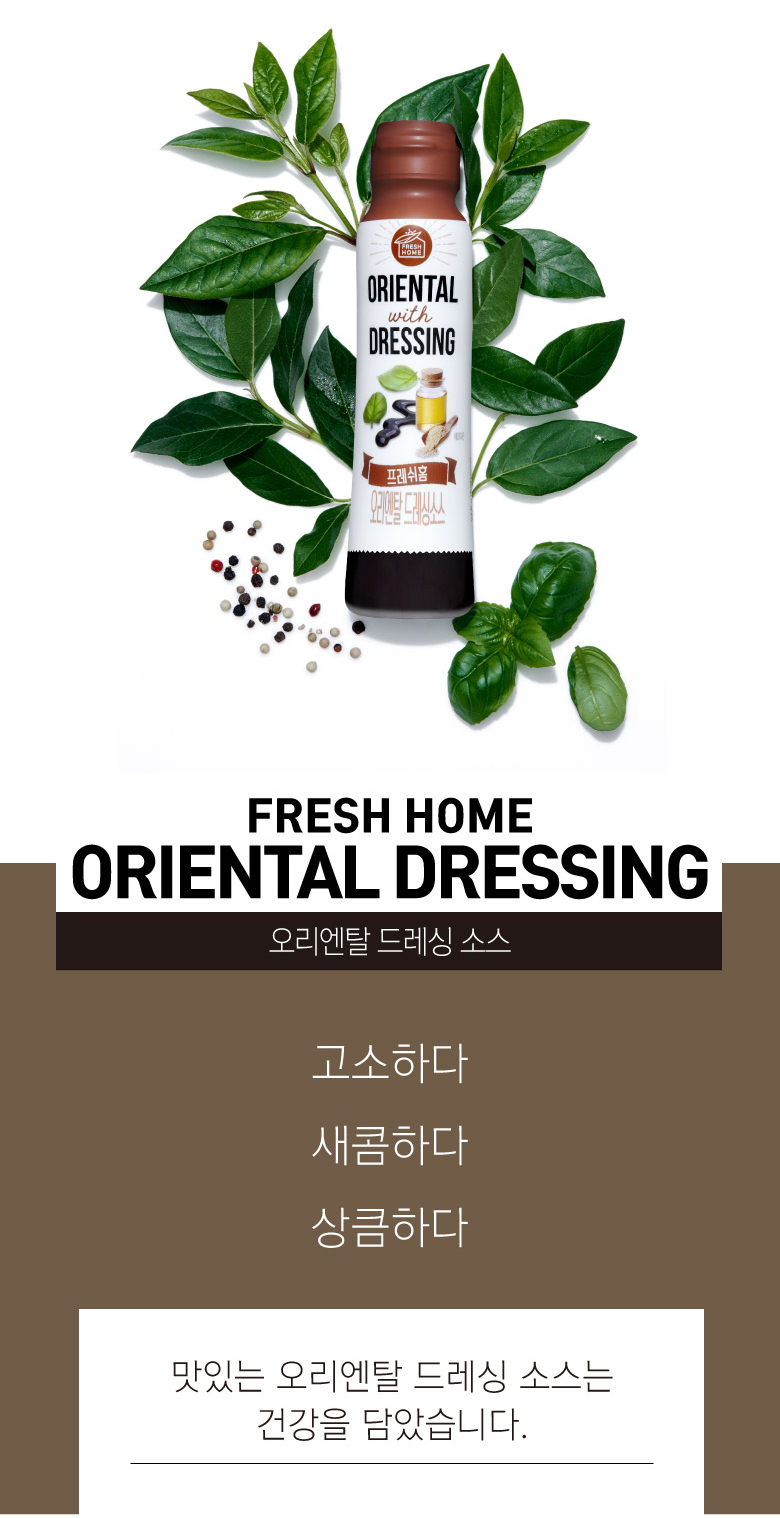 FRESH
HOME
ORIENTAL
with
DRESSING
프레쉬홈
오리엔탈 드레싱소스
FRESH HOME
ORIENTAL DRESSING
오리엔탈 드레싱 소스
고소하다
새콤하다
상큼하다
맛있는 오리엔탈 드레싱 소스는
건강을 담았습니다.